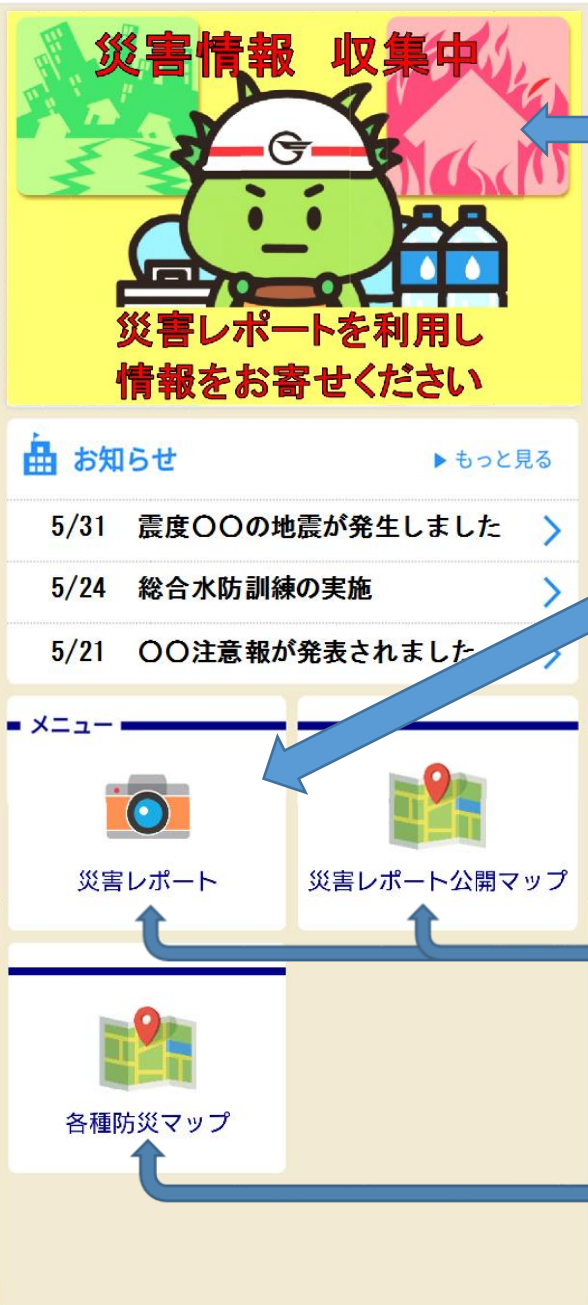 災害情報 収集中
災害レポートを利用し
情報をお寄せください
お知らせ ▶もっと見る
5/31 震度〇〇の地震が発生しました
5/24 総合水防訓練の実施
5/21 〇〇注意報が発表されました
メニュー
災害レポート 災害レポート公開マップ
各種防災マップ